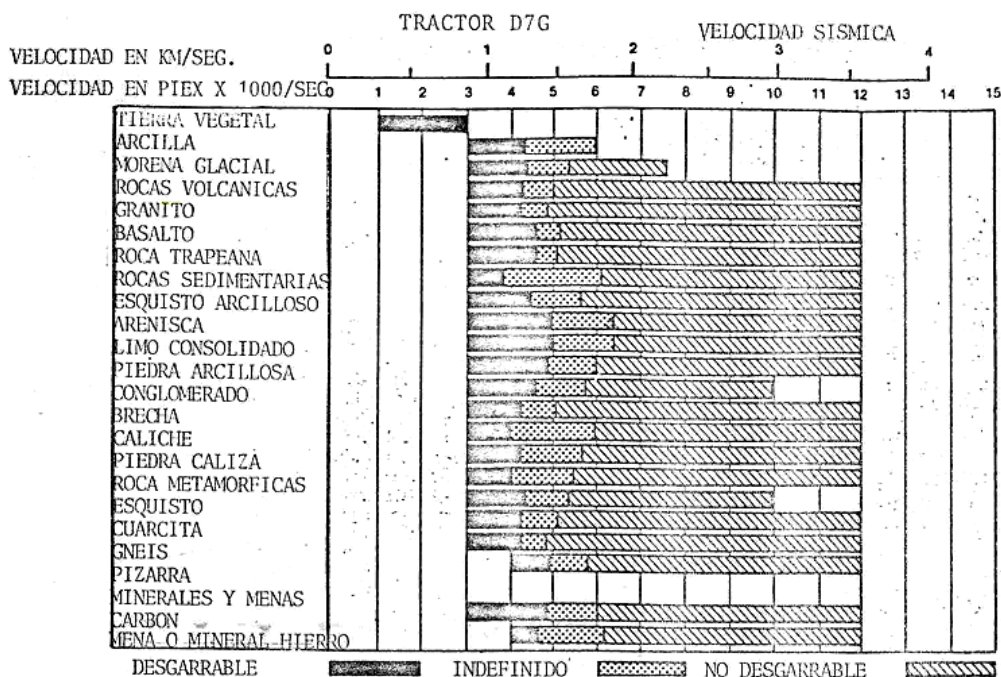 TRACTOR D7G
VELOCIDAD SISMICA
VELOCIDAD EN KM/SEG.
0 1 2 3 4
VELOCIDAD EN PIEX X 1000/SEG
0 1 2 3 4 5 6 7 8 9 10 11 12 13 14 15
TIERRA VEGETAL
ARCILLA
MORENA GLACIAL
ROCAS VOLCANICAS
GRANITO
BASALTO
ROCA TRAPEANA
ROCAS SEDIMENTARIAS
ESQUISTO ARCILLOSO
ARENISCA
LIMO CONSOLIDADO
PIEDRA ARCILLOSA
CONGLOMERADO
BRECHA
CALICHE
PIEDRA CALIZA
ROCA METAMORFICAS
ESQUISTO
CUARCITA
GNEIS
PIZARRA
MINERALES Y MENAS
CARBON
MENA O MINERAL HIERRO
DESGARRABLE INDEFINIDO NO DESGARRABLE